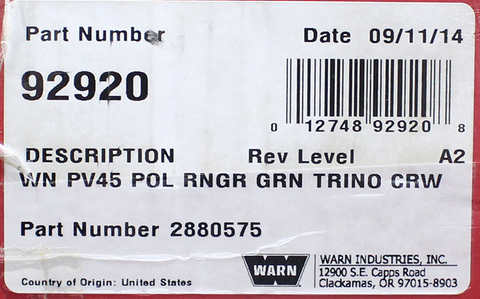 Part Number Date 09/11/14
92920
0 12748 92920 8
DESCRIPTION Rev Level A2
WN PV45 POL RNGR GRN TRINO CRW
Part Number 2880575
WARN WARN INDUSTRIES, INC.
12900 S.E. Capps Road
Country of Origin: United States Clackamas, OR 97015-8903